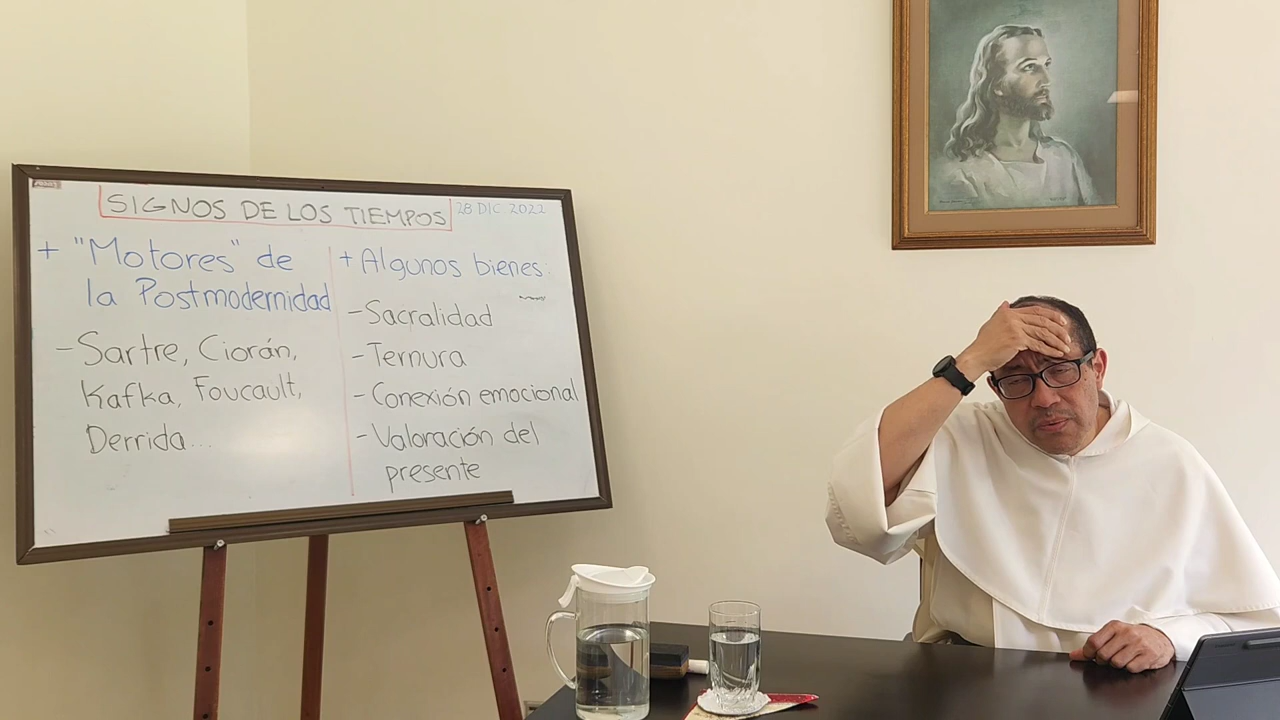 SIGNOS DE LOS TIEMPOS
28 DIC 2022
+ "Motores" de
la Postmodernidad
- Sartre, Ciorán,
Kafka, Foucault,
Derrida...
+ Algunos bienes:
- Sacralidad
- Ternura
- Conexión emocional
- Valoración del
presente